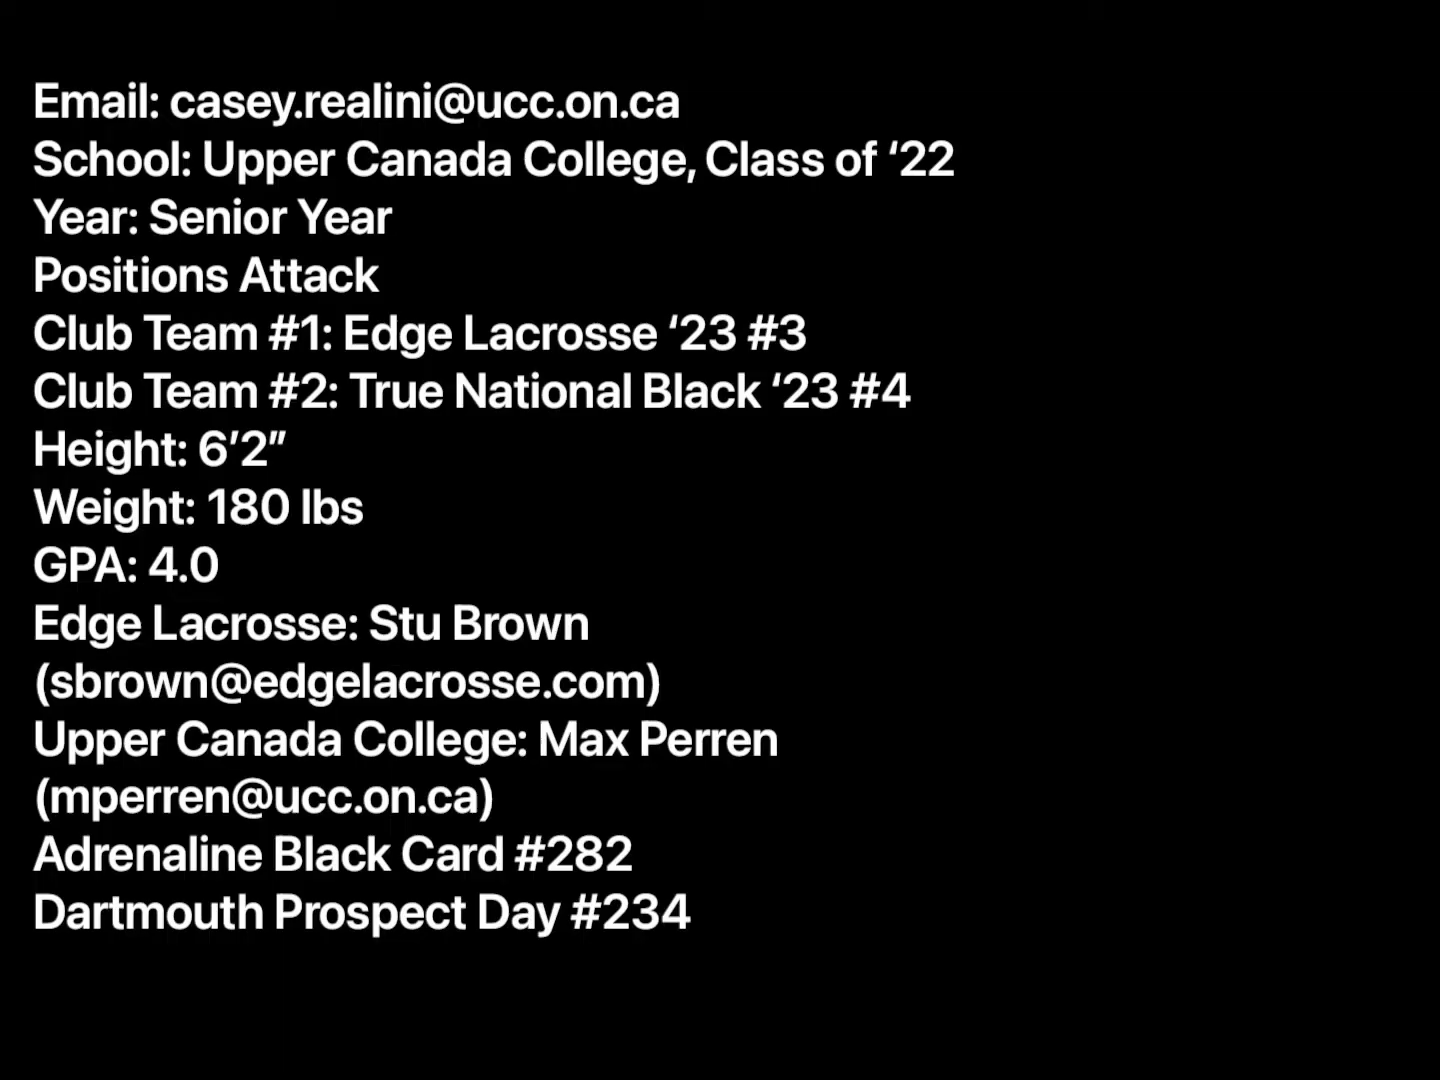 Email: casey.realini@ucc.on.ca
School: Upper Canada College, Class of ‘22
Year: Senior Year
Positions Attack
Club Team #1: Edge Lacrosse ‘23 #3
Club Team #2: True National Black ‘23 #4
Height: 6’2”
Weight: 180 lbs
GPA: 4.0
Edge Lacrosse: Stu Brown
(sbrown@edgelacrosse.com)
Upper Canada College: Max Perren
(mperren@ucc.on.ca)
Adrenaline Black Card #282
Dartmouth Prospect Day #234